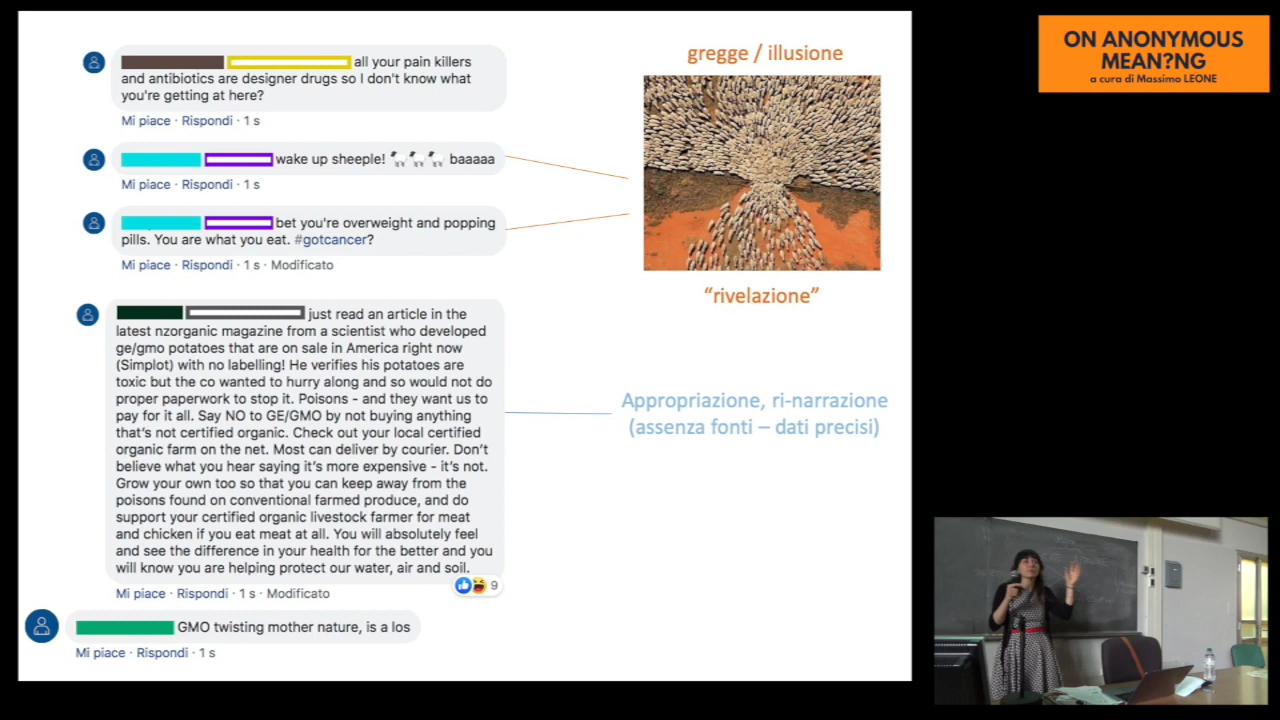 all your pain killers
and antibiotics are designer drugs so I don't know what
you're getting at here?
Mi piace · Rispondi · 1 s
wake up sheeple! 🐑🐑🐑 baaaaa
Mi piace · Rispondi · 1 s
bet you're overweight and popping
pills. You are what you eat. #gotcancer?
Mi piace · Rispondi · 1 s · Modificato
just read an article in the
latest nzorganic magazine from a scientist who developed
ge/gmo potatoes that are on sale in America right now
(Simplot) with no labelling! He verifies his potatoes are
toxic but the co wanted to hurry along and so would not do
proper paperwork to stop it. Poisons - and they want us to
pay for it all. Say NO to GE/GMO by not buying anything
that's not certified organic. Check out your local certified
organic farm on the net. Most can deliver by courier. Don't
believe what you hear saying it's more expensive - it's not.
Grow your own too so that you can keep away from the
poisons found on conventional farmed produce, and do
support your certified organic livestock farmer for meat
and chicken if you eat meat at all. You will absolutely feel
and see the difference in your health for the better and you
will know you are helping protect our water, air and soil.
9
Mi piace · Rispondi · 1 s · Modificato
GMO twisting mother nature, is a los
Mi piace · Rispondi · 1 s
gregge / illusione
“rivelazione”
Appropriazione, ri-narrazione
(assenza fonti – dati precisi)
ON ANONYMOUS
MEAN?NG
a cura di Massimo LEONE